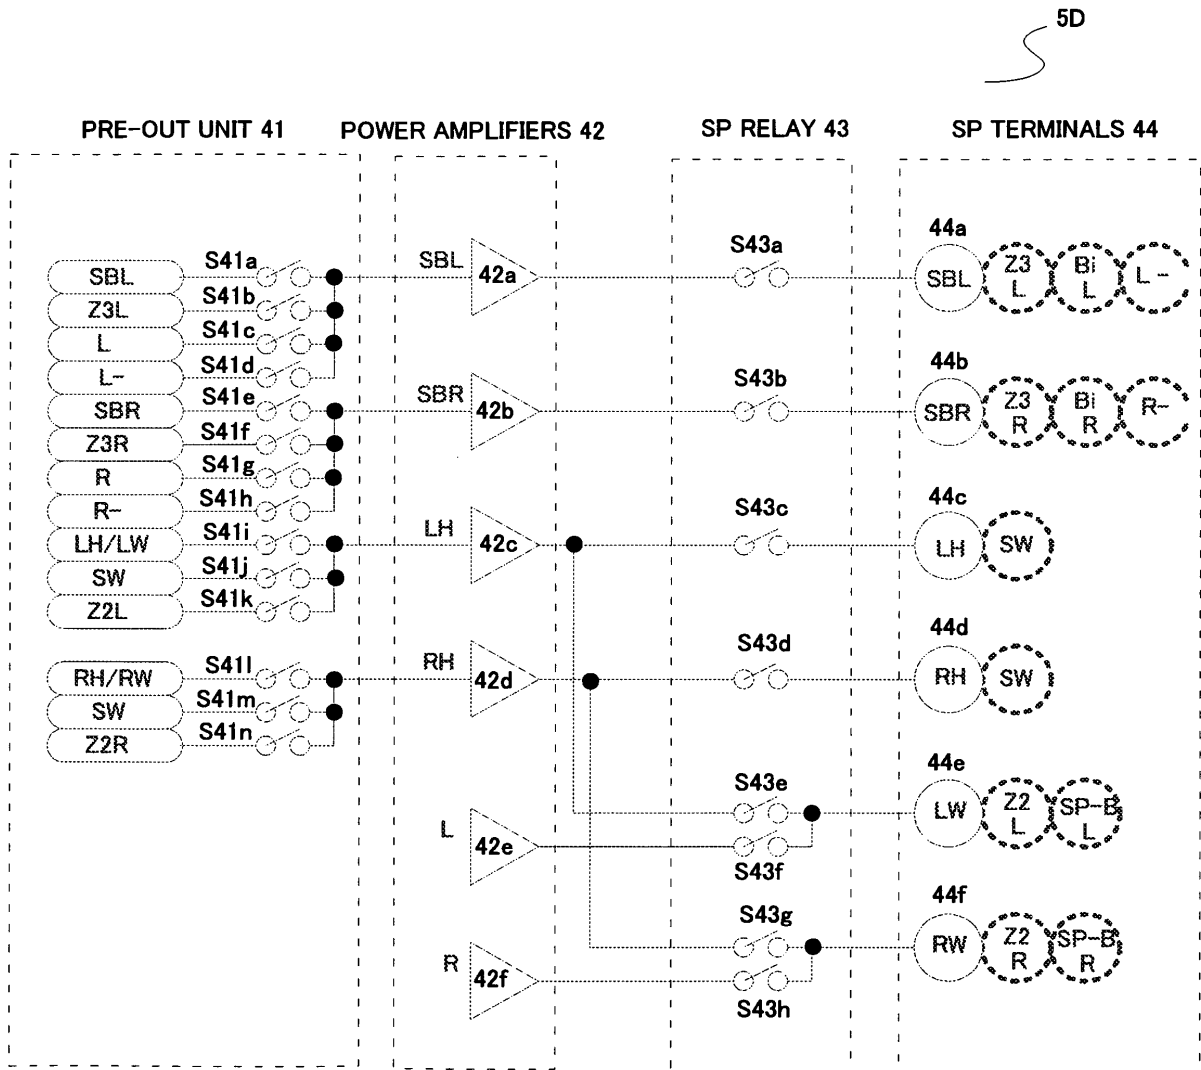 5D
PRE-OUT UNIT 41
POWER AMPLIFIERS 42
SP RELAY 43
SP TERMINALS 44
SBL
S41a
Z3L
S41b
L
S41c
L-
S41d
SBR
S41e
Z3R
S41f
R
S41g
R-
S41h
LH/LW
S41i
SW
S41j
Z2L
S41k
RH/RW
S41l
SW
S41m
Z2R
S41n
SBL
42a
SBR
42b
LH
42c
RH
42d
L
42e
R
42f
S43a
S43b
S43c
S43d
S43e
S43f
S43g
S43h
44a
SBL
Z3
L
Bi
L
L-
44b
SBR
Z3
R
Bi
R
R-
44c
LH
SW
44d
RH
SW
44e
LW
Z2
L
SP-B
L
44f
RW
Z2
R
SP-B
R